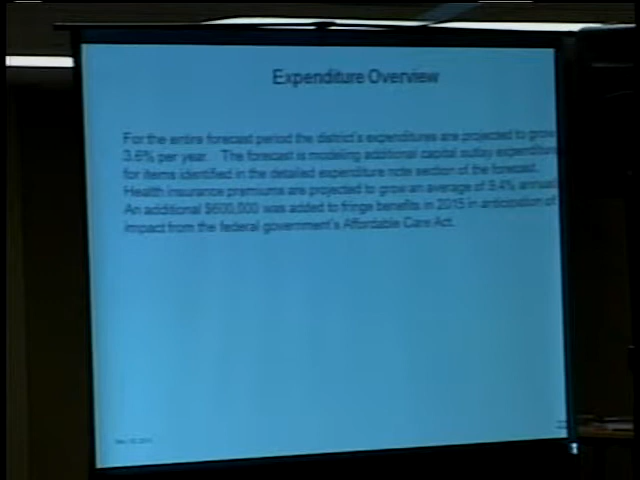 Expenditure Overview
For the entire forecast period the district's expenditures are projected to grow
3.6% per year. The forecast is modeling additional capital outlay expenditur
for items identified in the detailed expenditure note section of the forecast.
Health insurance premiums are projected to grow an average of 9.4% annual
An additional $600,000 was added to fringe benefits in 2015 in anticipation of
impact from the federal government's Affordable Care Act.